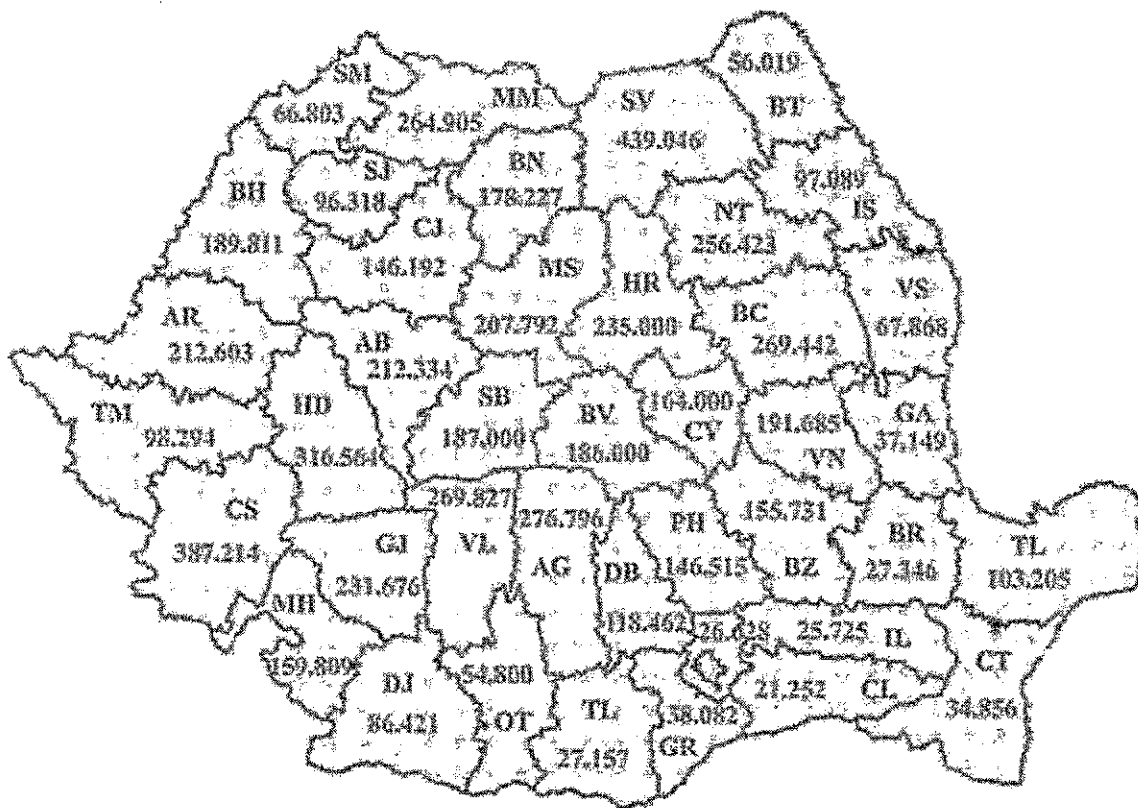 56.019
BT
SM
66.803
MM
264.905
SV
439.046
BN
178.227
SJ
96.318
97.089
IS
BH
189.811
CJ
146.192
NT
256.423
MS
207.792
HR
235.000
BC
269.442
VS
67.868
AR
212.603
AB
212.334
TM
98.294
HD
316.564
SB
187.000
BV
186.000
164.000
CV
191.685
VN
GA
37.149
CS
387.214
GJ
231.676
269.827
VL
276.796
AG
DB
118.462
PH
146.515
155.731
BZ
BR
27.346
TL
103.205
MH
159.809
DJ
86.421
54.800
OT
TL
27.157
38.082
GR
26.628
25.725
IL
21.252
CL
CT
34.856